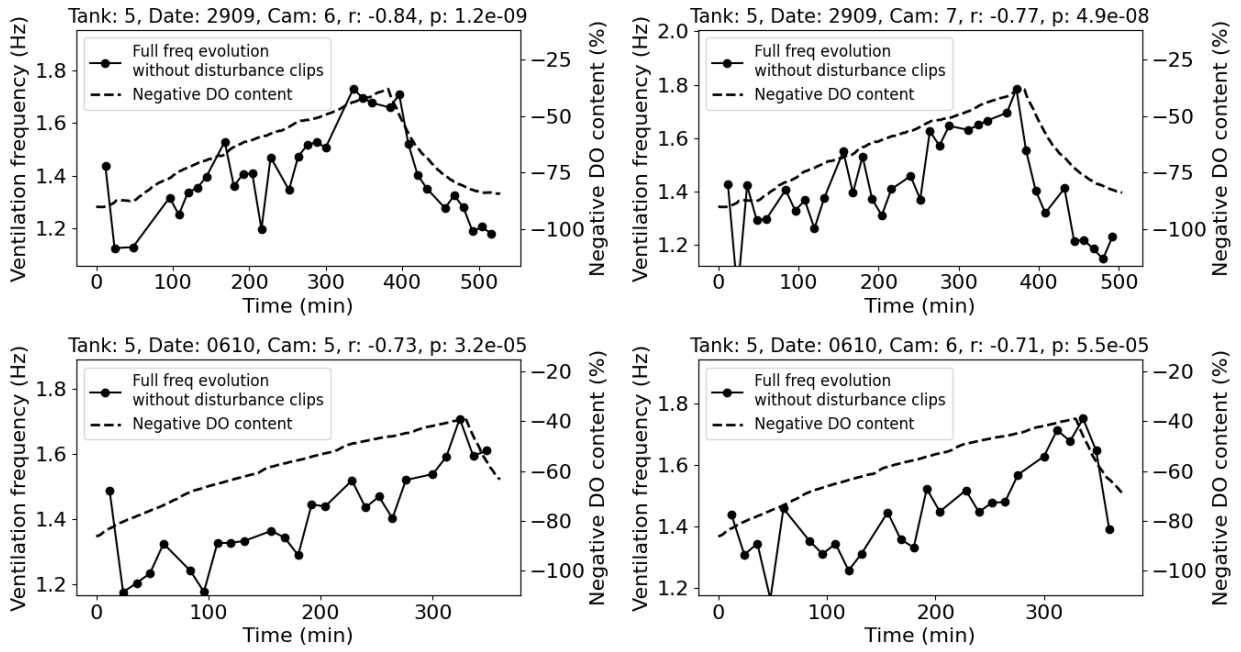 Tank: 5, Date: 2909, Cam: 6, r: -0.84, p: 1.2e-09
Ventilation frequency (Hz)
1.8
1.6
1.4
1.2
Full freq evolution
without disturbance clips
Negative DO content
−25
−50
−75
−100
Negative DO content (%)
0 100 200 300 400 500
Time (min)
Tank: 5, Date: 2909, Cam: 7, r: -0.77, p: 4.9e-08
Ventilation frequency (Hz)
2.0
1.8
1.6
1.4
1.2
Full freq evolution
without disturbance clips
Negative DO content
−25
−50
−75
−100
Negative DO content (%)
0 100 200 300 400 500
Time (min)
Tank: 5, Date: 0610, Cam: 5, r: -0.73, p: 3.2e-05
Ventilation frequency (Hz)
1.8
1.6
1.4
1.2
Full freq evolution
without disturbance clips
Negative DO content
−20
−40
−60
−80
−100
Negative DO content (%)
0 100 200 300
Time (min)
Tank: 5, Date: 0610, Cam: 6, r: -0.71, p: 5.5e-05
Ventilation frequency (Hz)
1.8
1.6
1.4
1.2
Full freq evolution
without disturbance clips
Negative DO content
−20
−40
−60
−80
−100
Negative DO content (%)
0 100 200 300
Time (min)